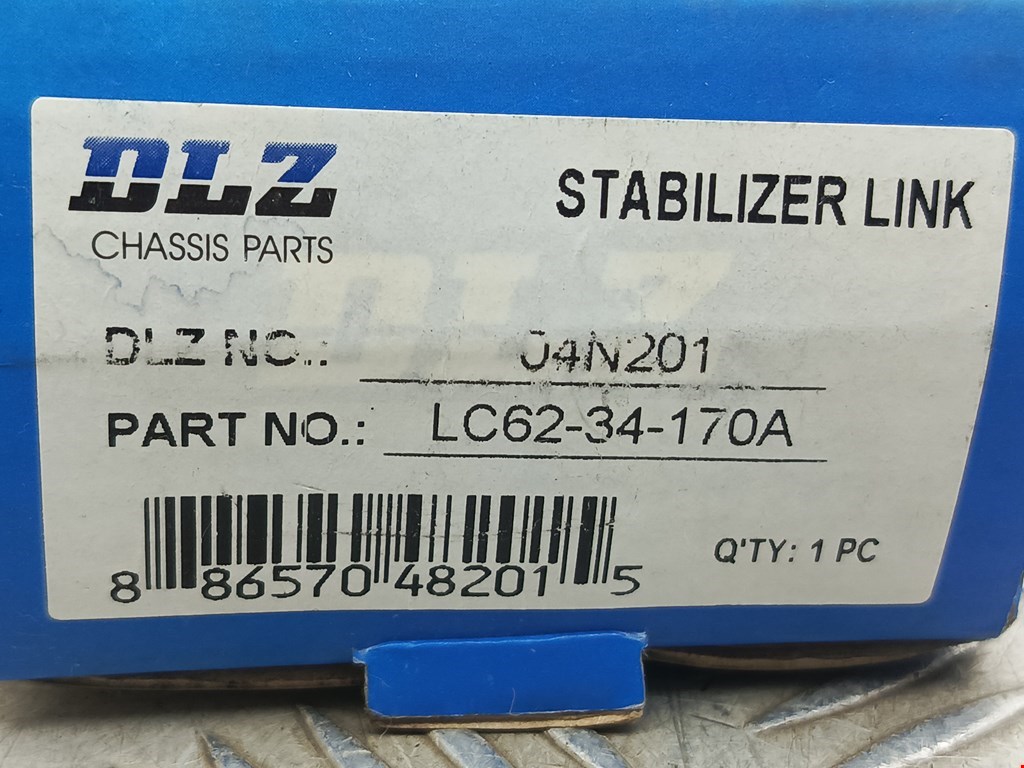 DLZ
CHASSIS PARTS
STABILIZER LINK
DLZ
DLZ NO.: 04N201
PART NO.: LC62-34-170A
8 86570 48201 5
Q'TY: 1 PC